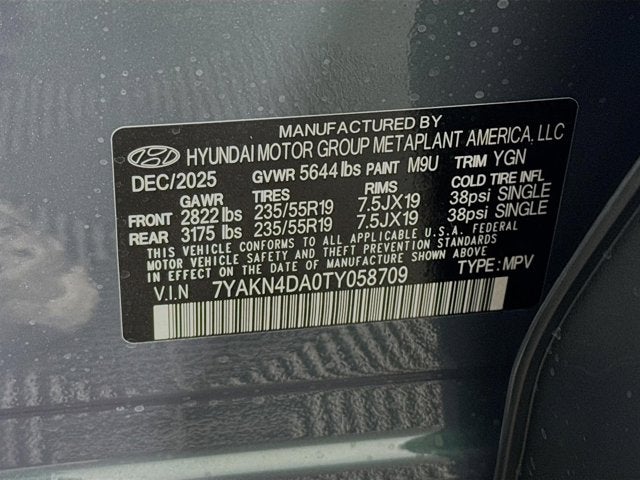 MANUFACTURED BY
HYUNDAI MOTOR GROUP METAPLANT AMERICA, LLC
DEC/2025 GVWR 5644 lbs PAINT M9U TRIM YGN
GAWR TIRES RIMS COLD TIRE INFL
FRONT 2822 lbs 235/55R19 7.5JX19 38psi SINGLE
REAR 3175 lbs 235/55R19 7.5JX19 38psi SINGLE
THIS VEHICLE CONFORMS TO ALL APPLICABLE U.S.A. FEDERAL
MOTOR VEHICLE SAFETY AND THEFT PREVENTION STANDARDS
IN EFFECT ON THE DATE OF MANUFACTURE SHOWN ABOVE
V.I.N 7YAKN4DA0TY058709 TYPE : MPV